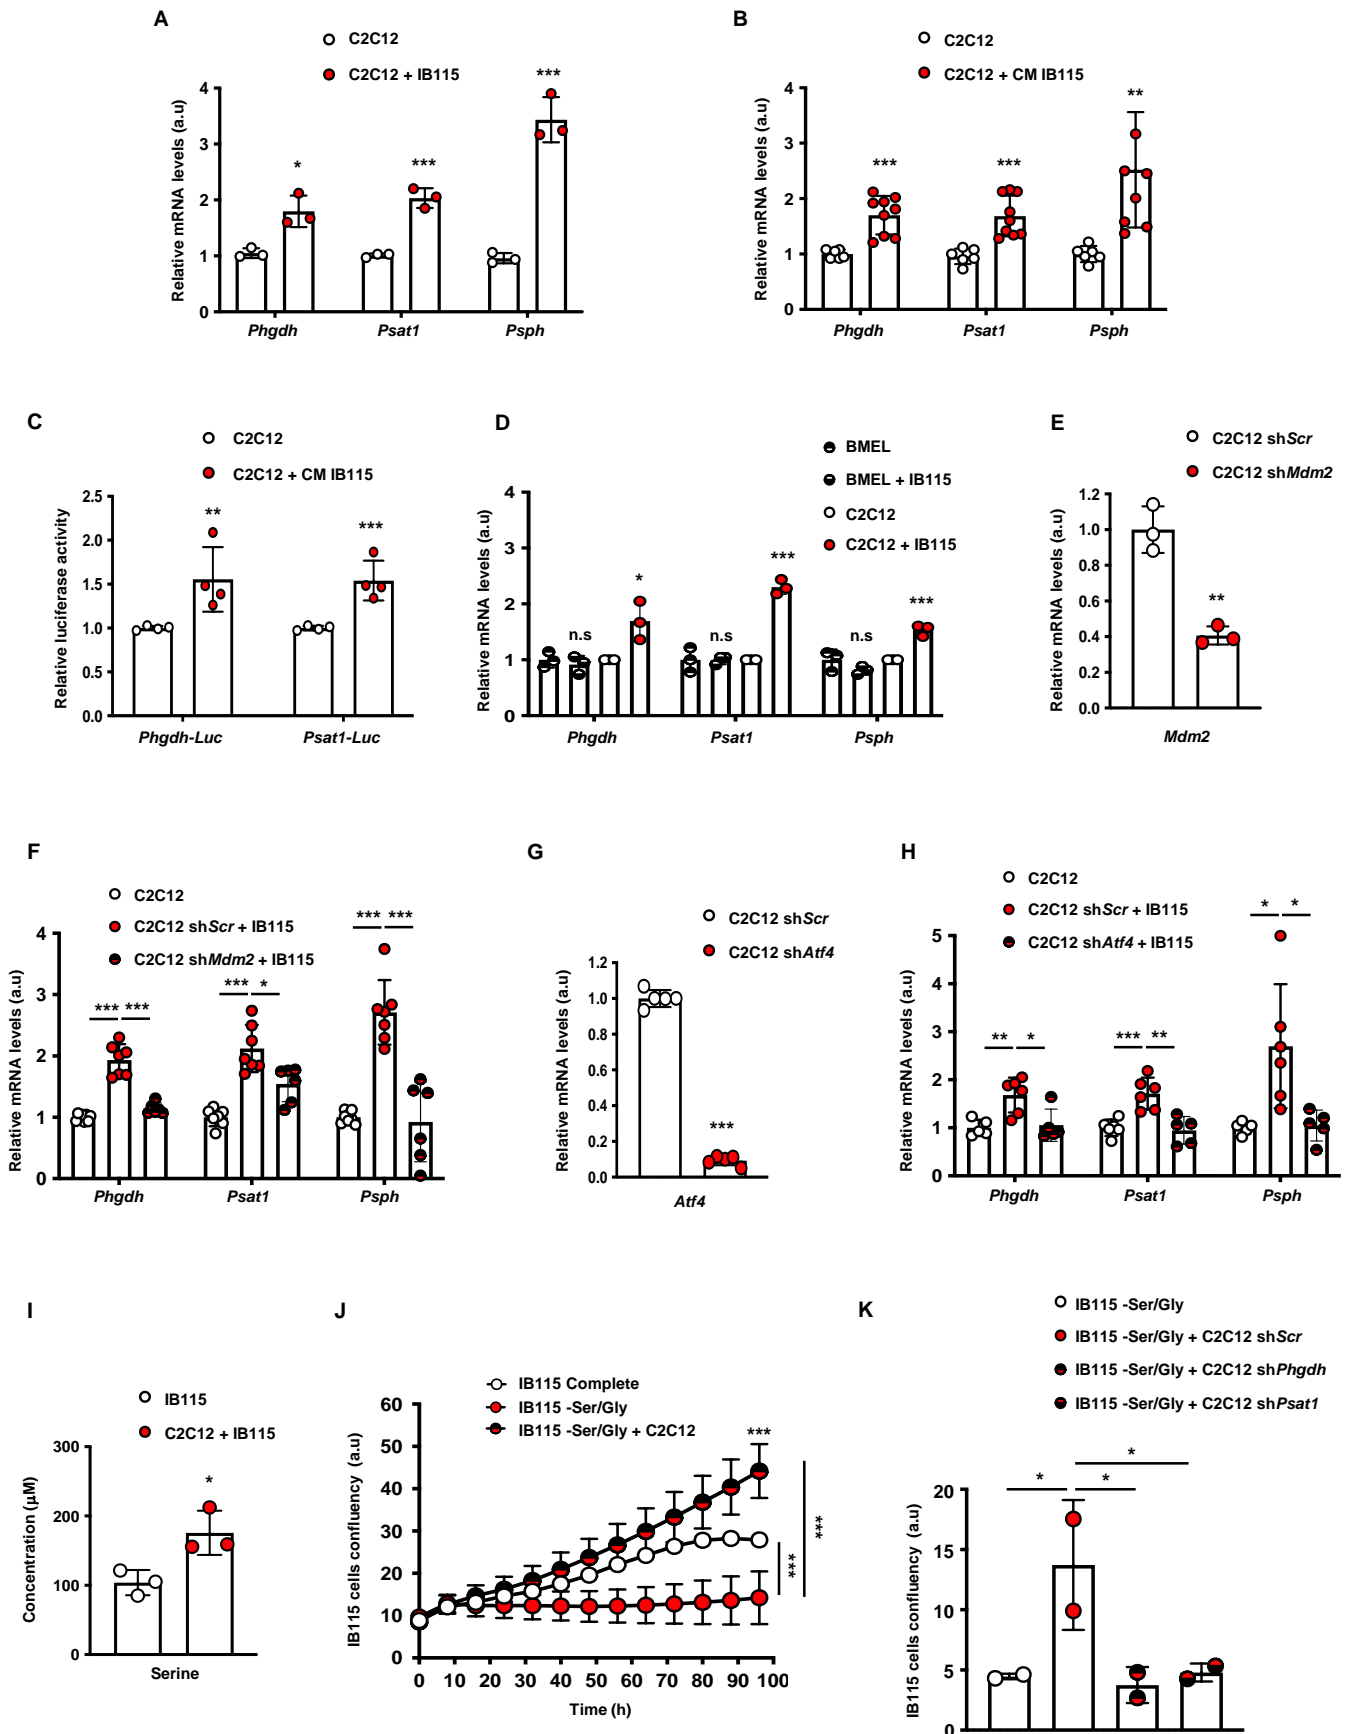 A
C2C12
C2C12 + IB115
Relative mRNA levels (a.u)
4
3
2
1
0
*
***
***
Phgdh
Psat1
Psph
B
C2C12
C2C12 + CM IB115
Relative mRNA levels (a.u)
4
3
2
1
0
***
***
**
Phgdh
Psat1
Psph
C
C2C12
C2C12 + CM IB115
Relative luciferase activity
2.5
2.0
1.5
1.0
0.5
0.0
**
***
Phgdh-Luc
Psat1-Luc
D
BMEL
BMEL + IB115
C2C12
C2C12 + IB115
Relative mRNA levels (a.u)
4
3
2
1
0
n.s
*
n.s
***
n.s
***
Phgdh
Psat1
Psph
E
C2C12 shScr
C2C12 shMdm2
Relative mRNA levels (a.u)
1.2
1.0
0.8
0.6
0.4
0.2
0.0
**
Mdm2
F
C2C12
C2C12 shScr + IB115
C2C12 shMdm2 + IB115
Relative mRNA levels (a.u)
4
3
2
1
0
*** ***
*** *
*** ***
Phgdh
Psat1
Psph
G
C2C12 shScr
C2C12 shAtf4
Relative mRNA levels (a.u)
1.2
1.0
0.8
0.6
0.4
0.2
0.0
***
Atf4
H
C2C12
C2C12 shScr + IB115
C2C12 shAtf4 + IB115
Relative mRNA levels (a.u)
5
4
3
2
1
0
** *
*** **
* *
Phgdh
Psat1
Psph
I
IB115
C2C12 + IB115
Concentration (µM)
300
200
100
0
*
Serine
J
IB115 Complete
IB115 -Ser/Gly
IB115 -Ser/Gly + C2C12
IB115 cells confluency (a.u)
60
50
40
30
20
10
0
***
***
***
0 10 20 30 40 50 60 70 80 90 100
Time (h)
K
IB115 -Ser/Gly
IB115 -Ser/Gly + C2C12 shScr
IB115 -Ser/Gly + C2C12 shPhgdh
IB115 -Ser/Gly + C2C12 shPsat1
IB115 cells confluency (a.u)
20
15
10
5
0
*
*
*